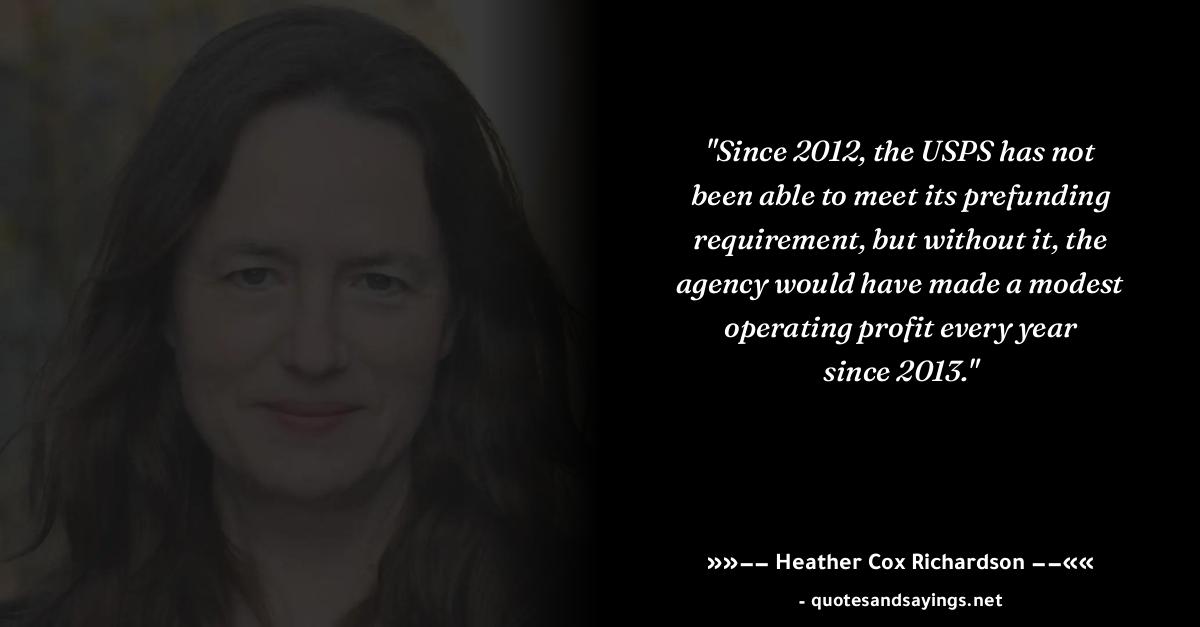 "Since 2012, the USPS has not
been able to meet its prefunding
requirement, but without it, the
agency would have made a modest
operating profit every year
since 2013."
»»−− Heather Cox Richardson −−««
- quotesandsayings.net